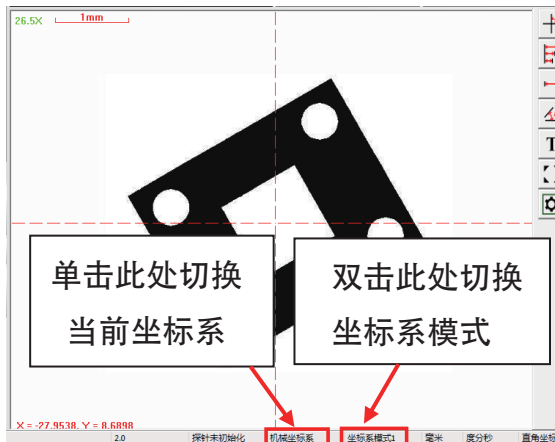 26.5X 1mm
T
单击此处切换
当前坐标系
双击此处切换
坐标系模式
X = -27.9538, Y = 8.6898
2.0 探针未初始化 机械坐标系 坐标系模式1 毫米 度分秒 直角坐标